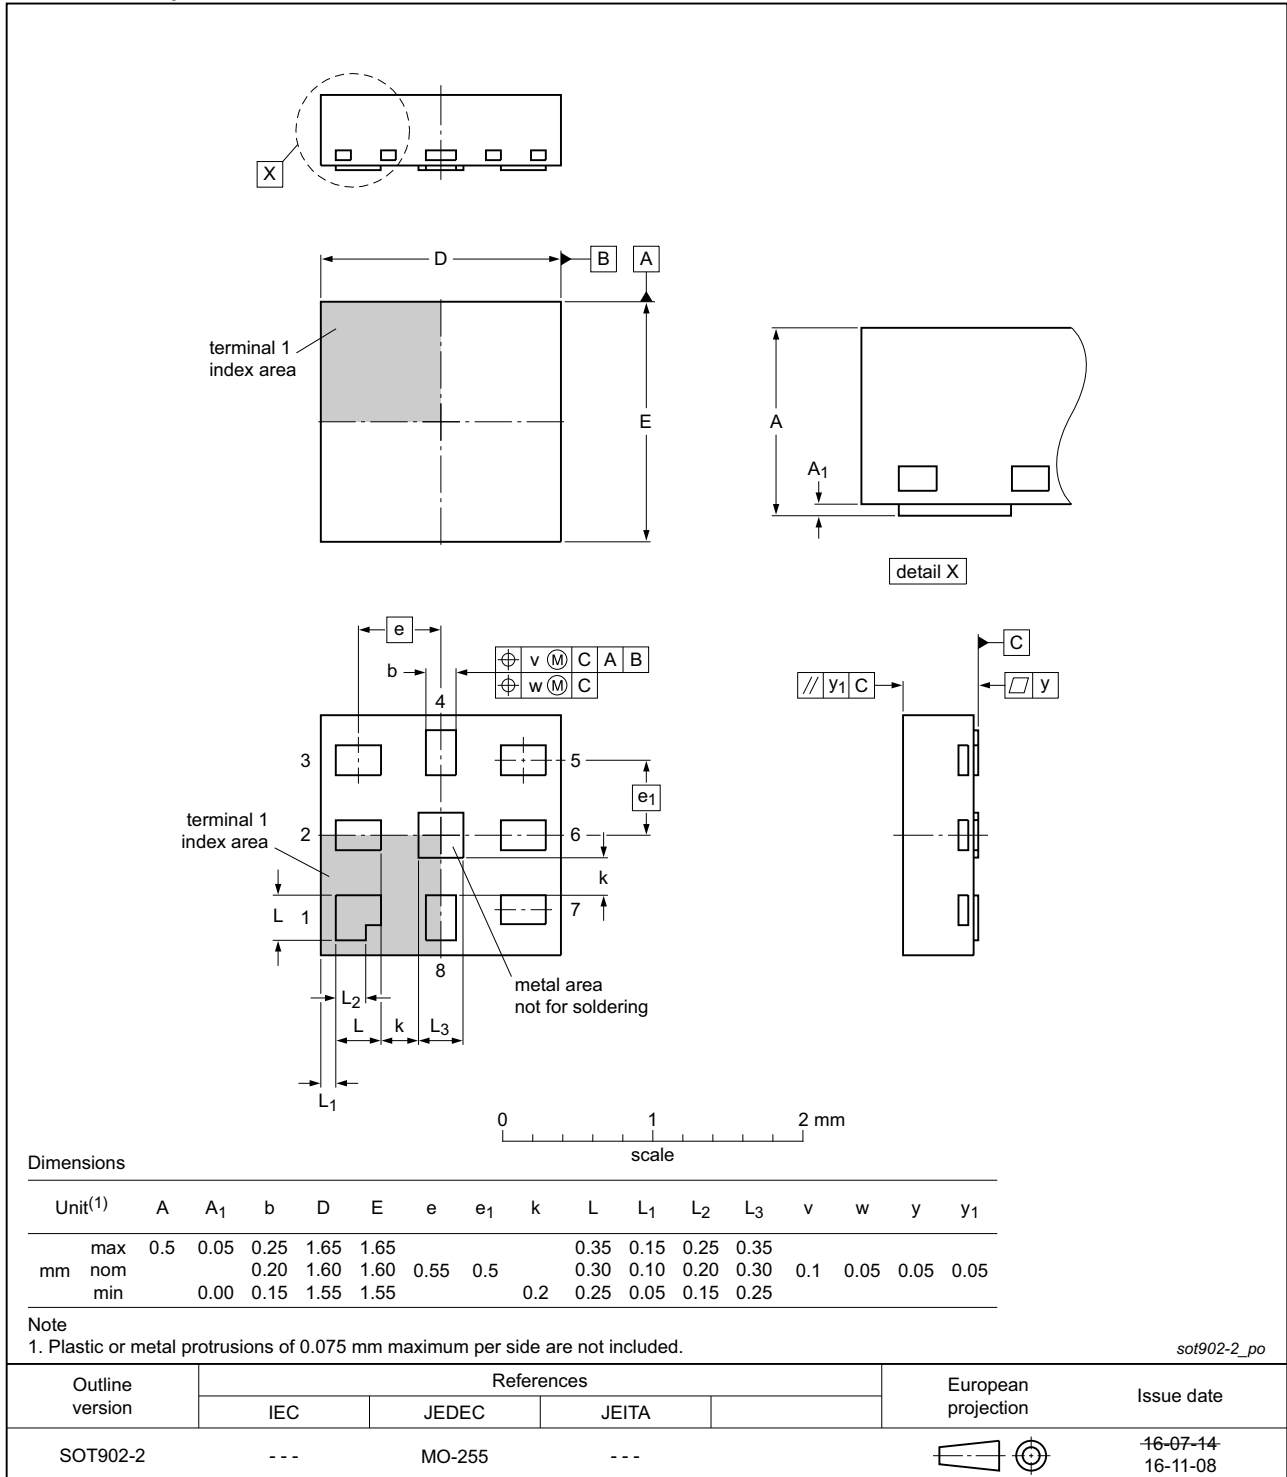 X
D B A
terminal 1
index area
E
A
A1
detail X
e
b
v M C A B
w M C
4
C
// y1 C
y
3
5
e1
terminal 1
index area
2
6
k
L 1
7
8
metal area
not for soldering
L2
L k L3
L1
0 1 2 mm
scale
Dimensions
Unit(1) A A1 b D E e e1 k L L1 L2 L3 v w y y1
max 0.5 0.05 0.25 1.65 1.65 0.35 0.15 0.25 0.35
mm nom 0.20 1.60 1.60 0.55 0.5 0.30 0.10 0.20 0.30 0.1 0.05 0.05 0.05
min 0.00 0.15 1.55 1.55 0.2 0.25 0.05 0.15 0.25
Note
1. Plastic or metal protrusions of 0.075 mm maximum per side are not included.
sot902-2_po
Outline version
References
European projection
Issue date
IEC JEDEC JEITA
SOT902-2 - - - MO-255 - - -
16-07-14
16-11-08